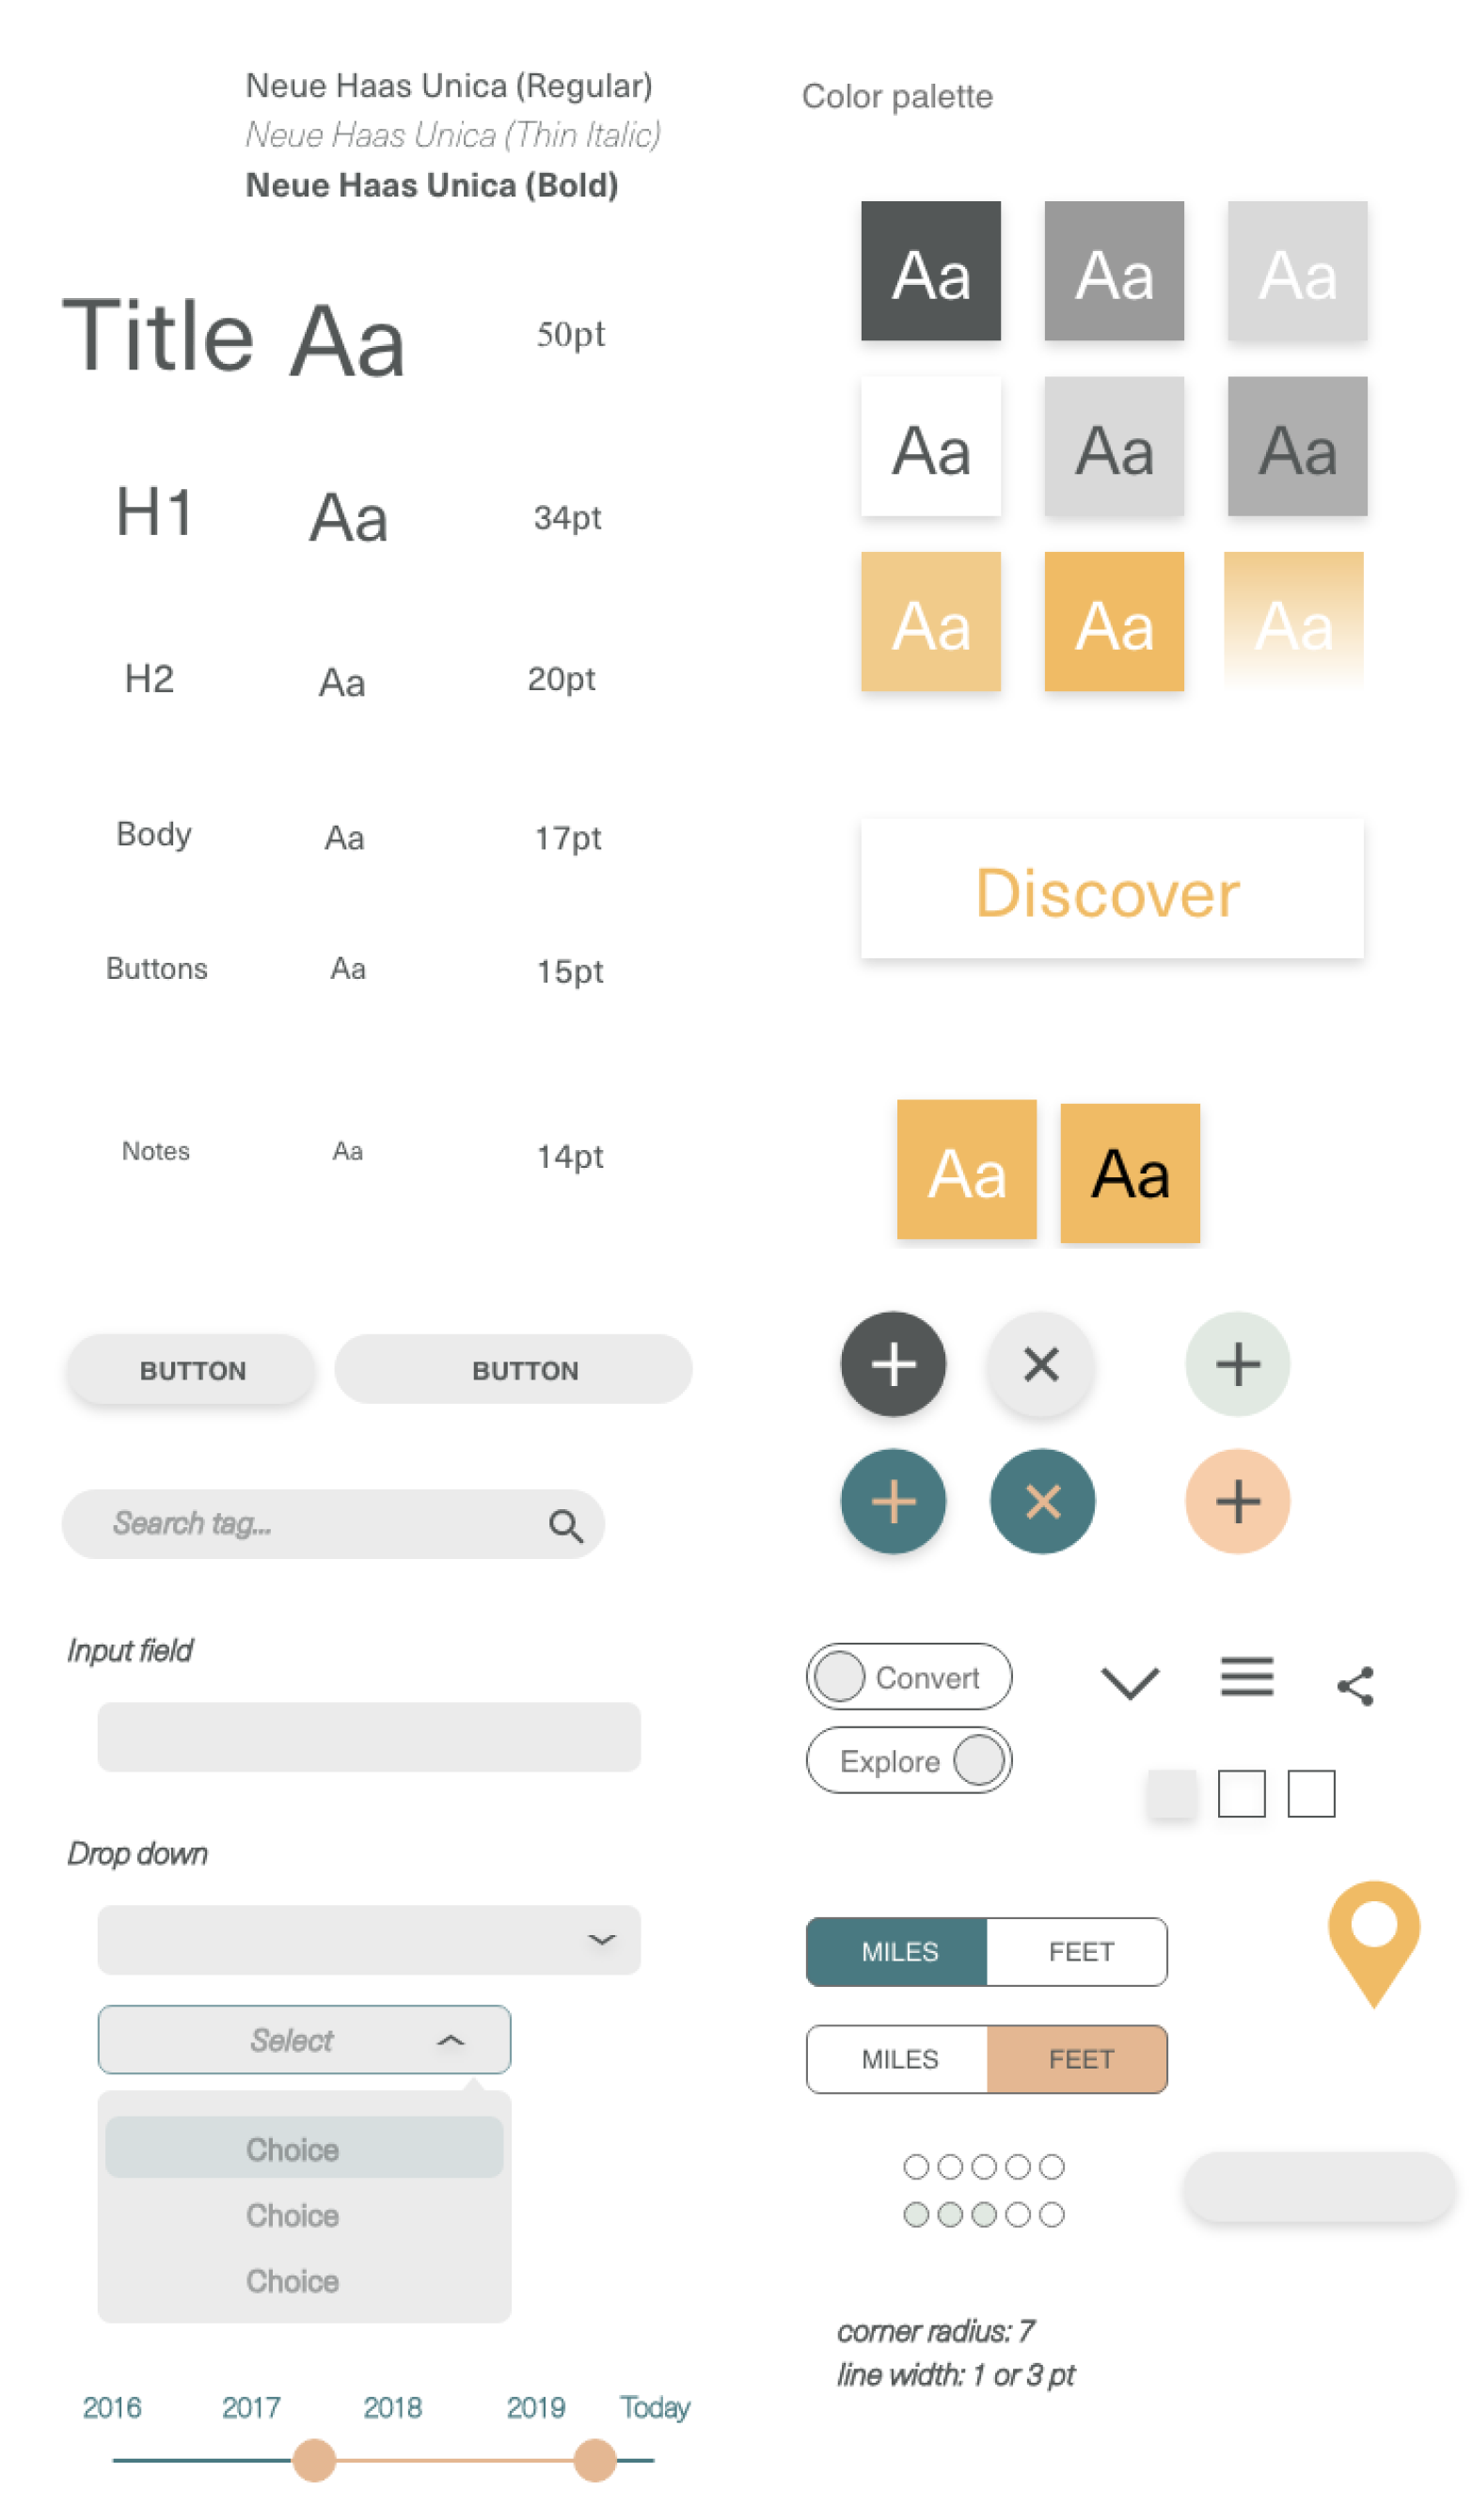 Neue Haas Unica (Regular)
Neue Haas Unica (Thin Italic)
Neue Haas Unica (Bold)
Title Aa 50pt
H1 Aa 34pt
H2 Aa 20pt
Body Aa 17pt
Buttons Aa 15pt
Notes Aa 14pt
BUTTON BUTTON
Search tag...
Input field
Drop down
Select
Choice
Choice
Choice
2016 2017 2018 2019 Today
Color palette
Aa Aa Aa
Aa Aa Aa
Aa Aa Aa
Discover
Aa Aa
Convert
Explore
MILES FEET
MILES FEET
corner radius: 7
line width: 1 or 3 pt